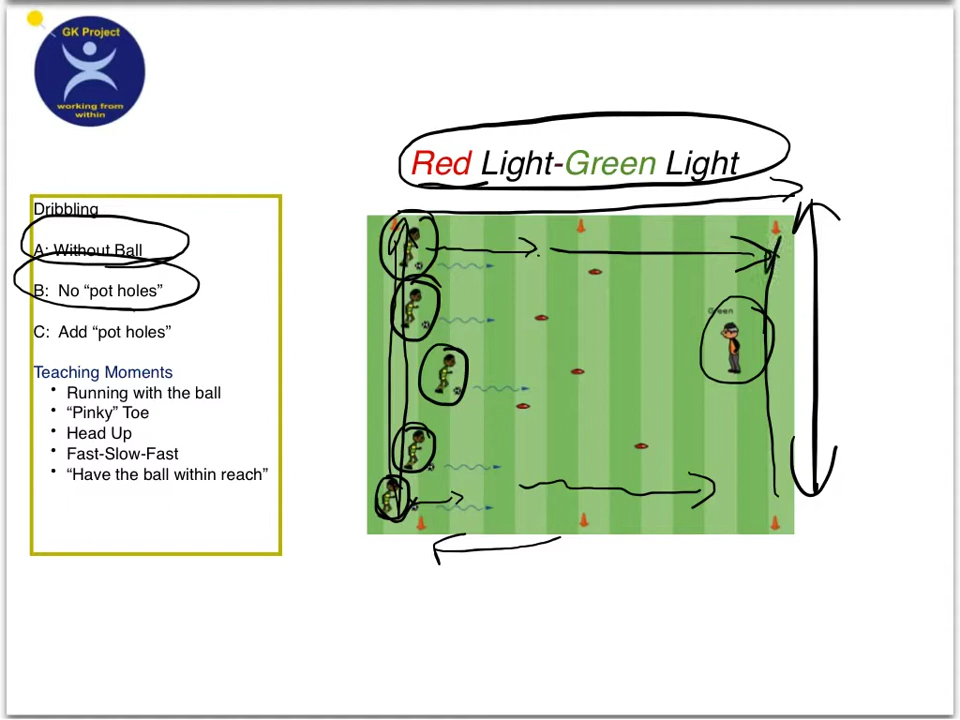 GK Project
working from
within
Red Light-Green Light
Dribbling
A: Without Ball
B: No “pot holes”
C: Add “pot holes”
Teaching Moments
• Running with the ball
• “Pinky” Toe
• Head Up
• Fast-Slow-Fast
• “Have the ball within reach”
Green